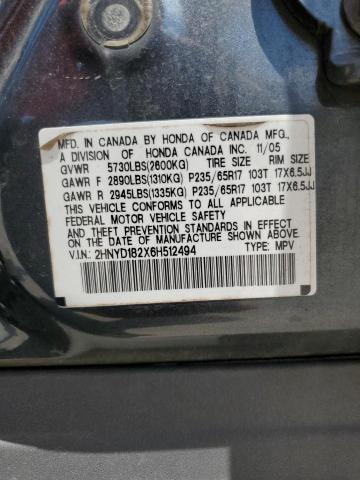 MFD. IN CANADA BY HONDA OF CANADA MFG.,
A DIVISION OF HONDA CANADA INC. 11/05
GVWR 5730LBS(2600KG) TIRE SIZE RIM SIZE
GAWR F 2890LBS(1310KG) P235/65R17 103T 17X6.5JJ
GAWR R 2945LBS(1335KG) P235/65R17 103T 17X6.5JJ
THIS VEHICLE CONFORMS TO ALL APPLICABLE
FEDERAL MOTOR VEHICLE SAFETY AND
THEFT PREVENTION STANDARDS IN EFFECT ON
THE DATE OF MANUFACTURE SHOWN ABOVE.
V.I.N: 2HNYD182X6H512494 TYPE: MPV